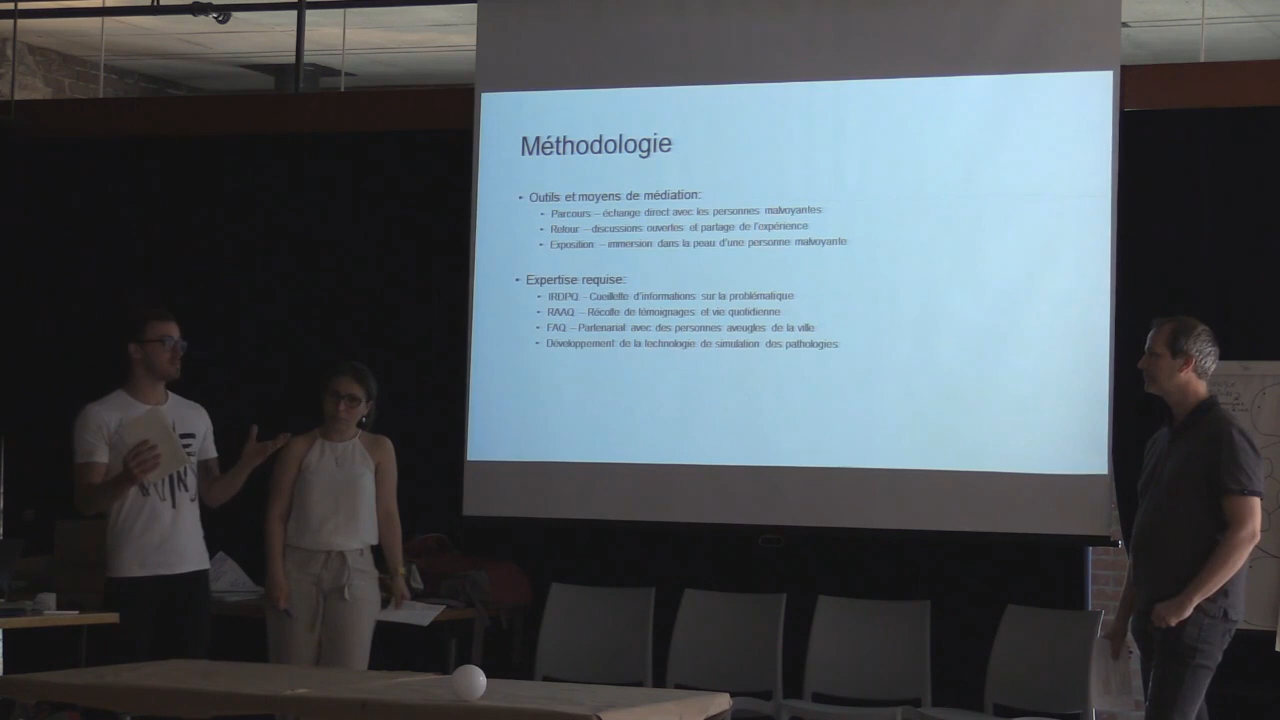 Méthodologie
• Outils et moyens de médiation:
- Parcours – échange direct avec les personnes malvoyantes
- Retour – discussions ouvertes et partage de l'expérience
- Exposition – immersion dans la peau d'une personne malvoyante
• Expertise requise:
- IRDPQ – Cueillette d'informations sur la problématique
- RAAQ – Récolte de témoignages et vie quotidienne
- FAQ – Partenariat avec des personnes aveugles de la ville
- Développement de la technologie de simulation des pathologies